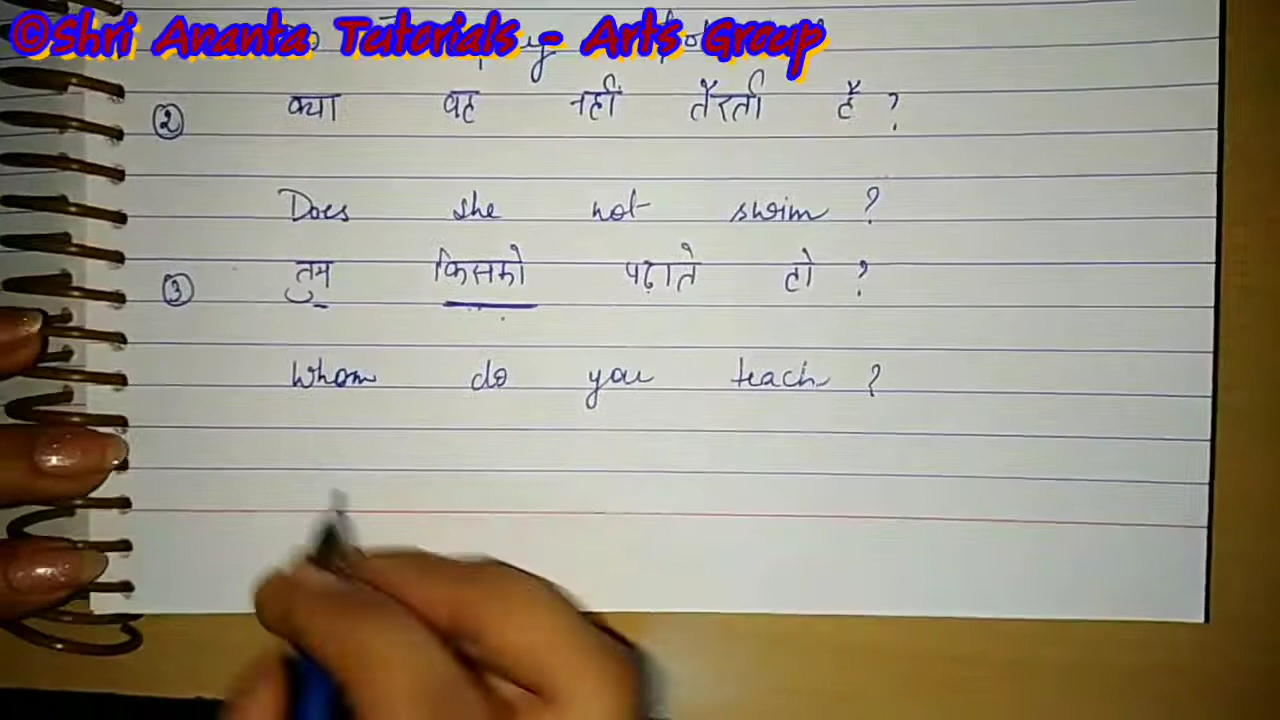 ©Shri Ananta Tutorials - Arts Group
② क्या वह नहीं तैरती है ?
Does she not swim ?
③ तुम किसको पढ़ाते हो ?
Whom do you teach ?